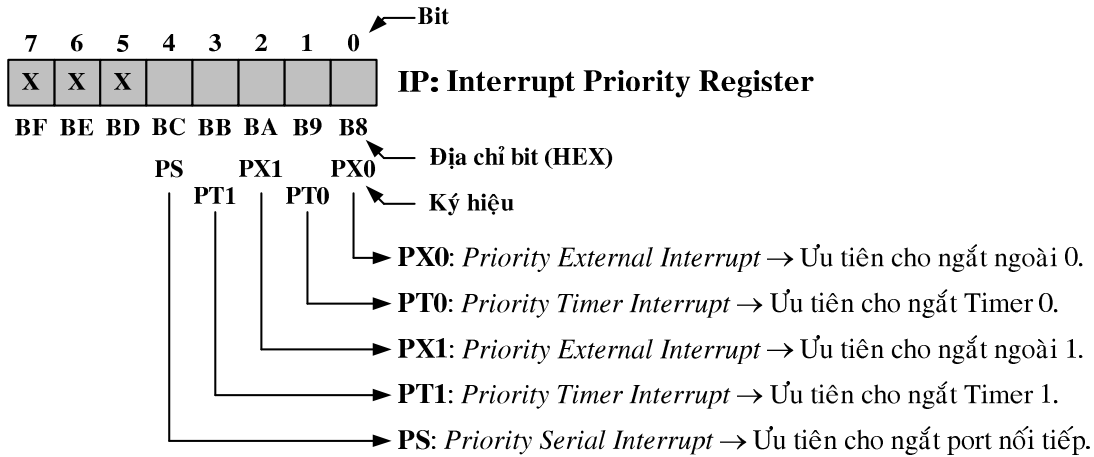 Bit
7 6 5 4 3 2 1 0
X X X
IP: Interrupt Priority Register
BF BE BD BC BB BA B9 B8
Địa chỉ bit (HEX)
PS PX1 PX0
PT1 PT0
Ký hiệu
PX0: Priority External Interrupt → Ưu tiên cho ngắt ngoài 0.
PT0: Priority Timer Interrupt → Ưu tiên cho ngắt Timer 0.
PX1: Priority External Interrupt → Ưu tiên cho ngắt ngoài 1.
PT1: Priority Timer Interrupt → Ưu tiên cho ngắt Timer 1.
PS: Priority Serial Interrupt → Ưu tiên cho ngắt port nối tiếp.